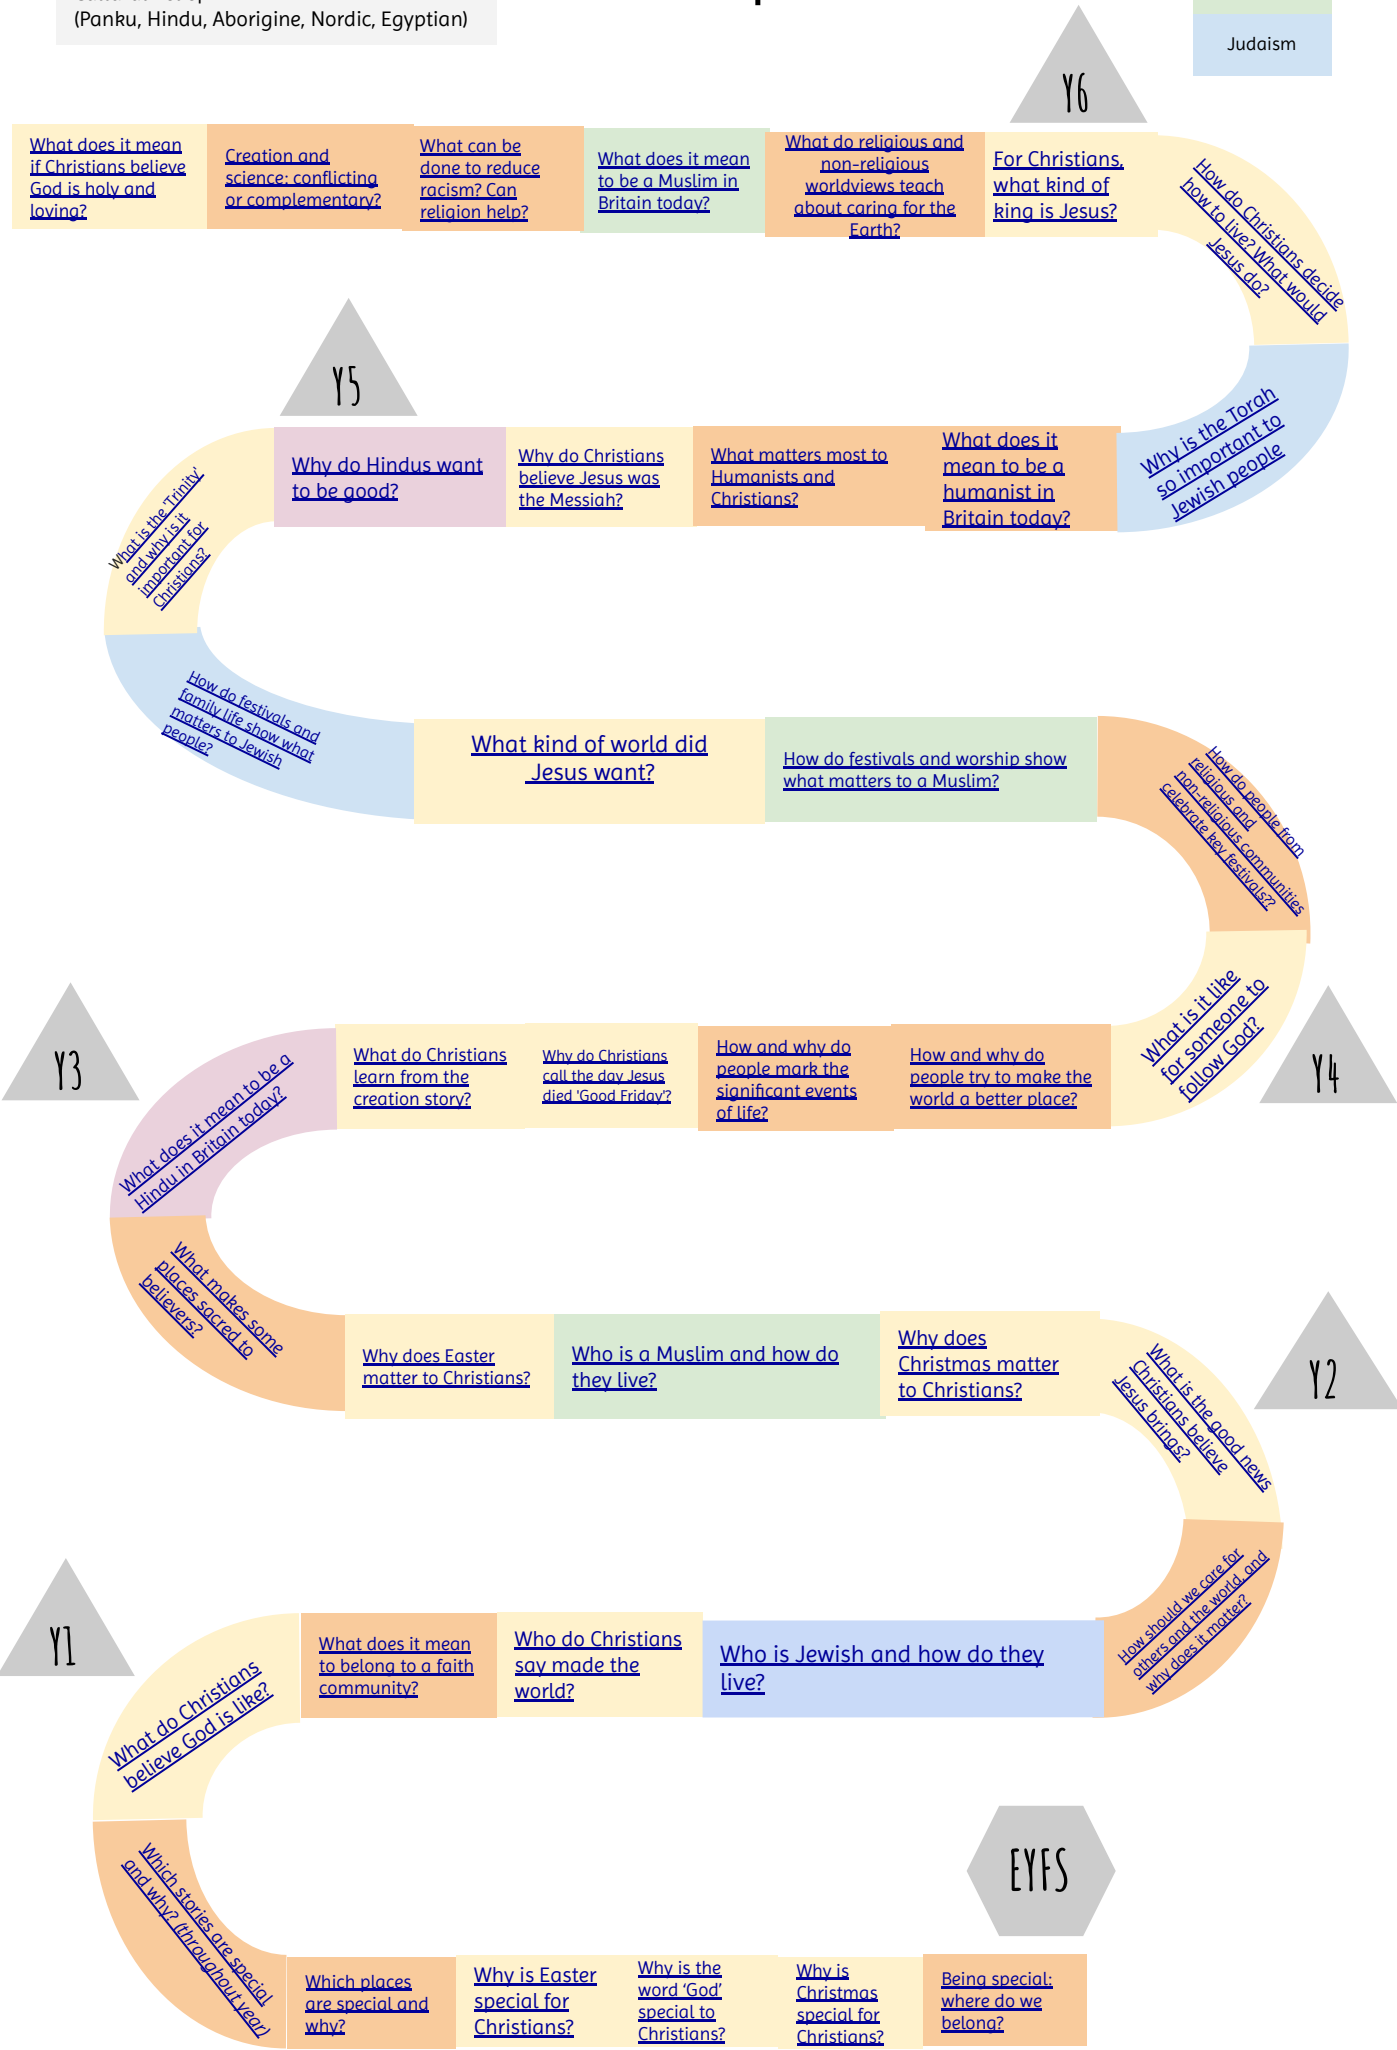 (Panku, Hindu, Aborigine, Nordic, Egyptian)
Judaism
Y6
What does it mean
if Christians believe
God is holy and
loving?
Creation and
science: conflicting
or complementary?
What can be
done to reduce
racism? Can
religion help?
What does it mean
to be a Muslim in
Britain today?
What do religious and
non-religious
worldviews teach
about caring for the
Earth?
For Christians,
what kind of
king is Jesus?
How do Christians decide
how to live? What would
Jesus do?
Y5
What is the 'Trinity'
and why is it
important for
Christians?
Why do Hindus want
to be good?
Why do Christians
believe Jesus was
the Messiah?
What matters most to
Humanists and
Christians?
What does it
mean to be a
humanist in
Britain today?
Why is the Torah
so important to
Jewish people
How do festivals and
family life show what
matters to Jewish
people?
What kind of world did
Jesus want?
How do festivals and worship show
what matters to a Muslim?
How do people from
religious and
non-religious communities
celebrate key festivals??
Y3
What does it mean to be a
Hindu in Britain today?
What do Christians
learn from the
creation story?
Why do Christians
call the day Jesus
died 'Good Friday'?
How and why do
people mark the
significant events
of life?
How and why do
people try to make the
world a better place?
What is it like
for someone to
follow God?
Y4
What makes some
places sacred to
believers?
Why does Easter
matter to Christians?
Who is a Muslim and how do
they live?
Why does
Christmas matter
to Christians?
What is the good news
Christians believe
Jesus brings?
Y2
Y1
What do Christians
believe God is like?
What does it mean
to belong to a faith
community?
Who do Christians
say made the
world?
Who is Jewish and how do they
live?
How should we care for
others and the world, and
why does it matter?
EYFS
Which stories are special
and why? (throughout year)
Which places
are special and
why?
Why is Easter
special for
Christians?
Why is the
word ‘God’
special to
Christians?
Why is
Christmas
special for
Christians?
Being special:
where do we
belong?